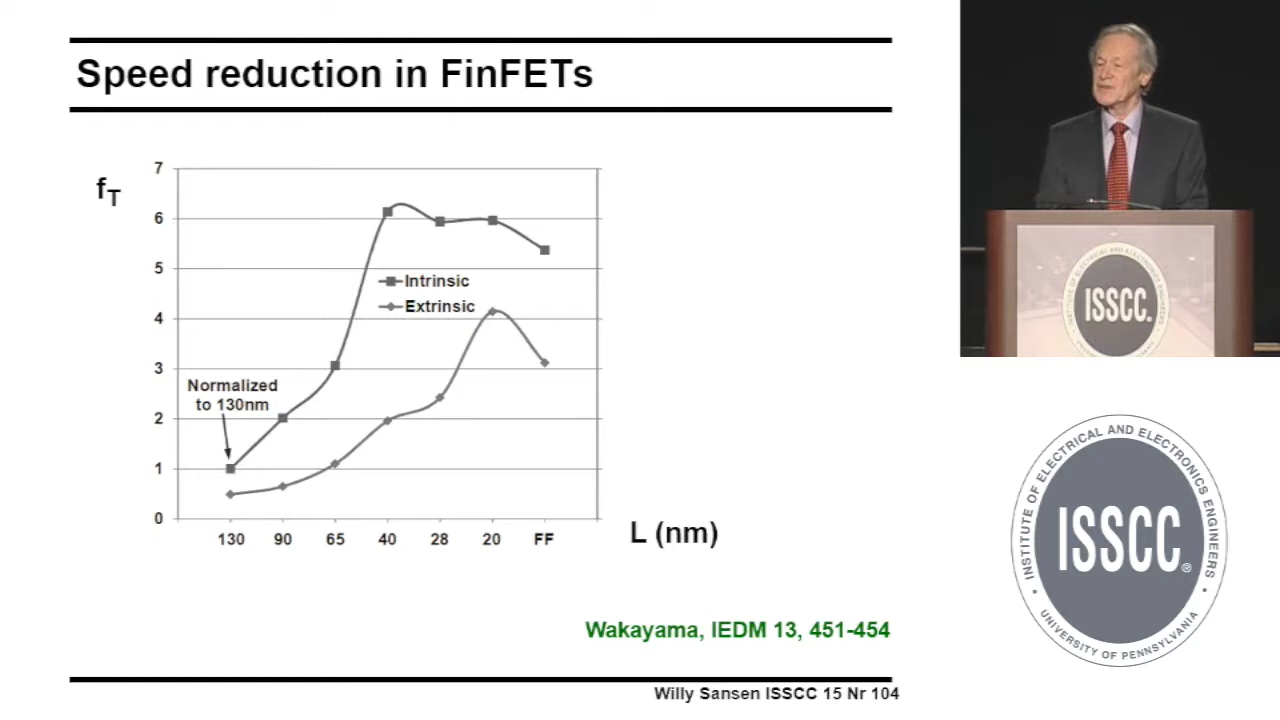 Speed reduction in FinFETs
fT
7
6
5
4
3
2
1
0
Intrinsic
Extrinsic
Normalized
to 130nm
130 90 65 40 28 20 FF
L (nm)
Wakayama, IEDM 13, 451-454
Willy Sansen ISSCC 15 Nr 104
ISSCC.
INSTITUTE OF ELECTRICAL AND ELECTRONICS ENGINEERS
ISSCC®
UNIVERSITY OF PENNSYLVANIA